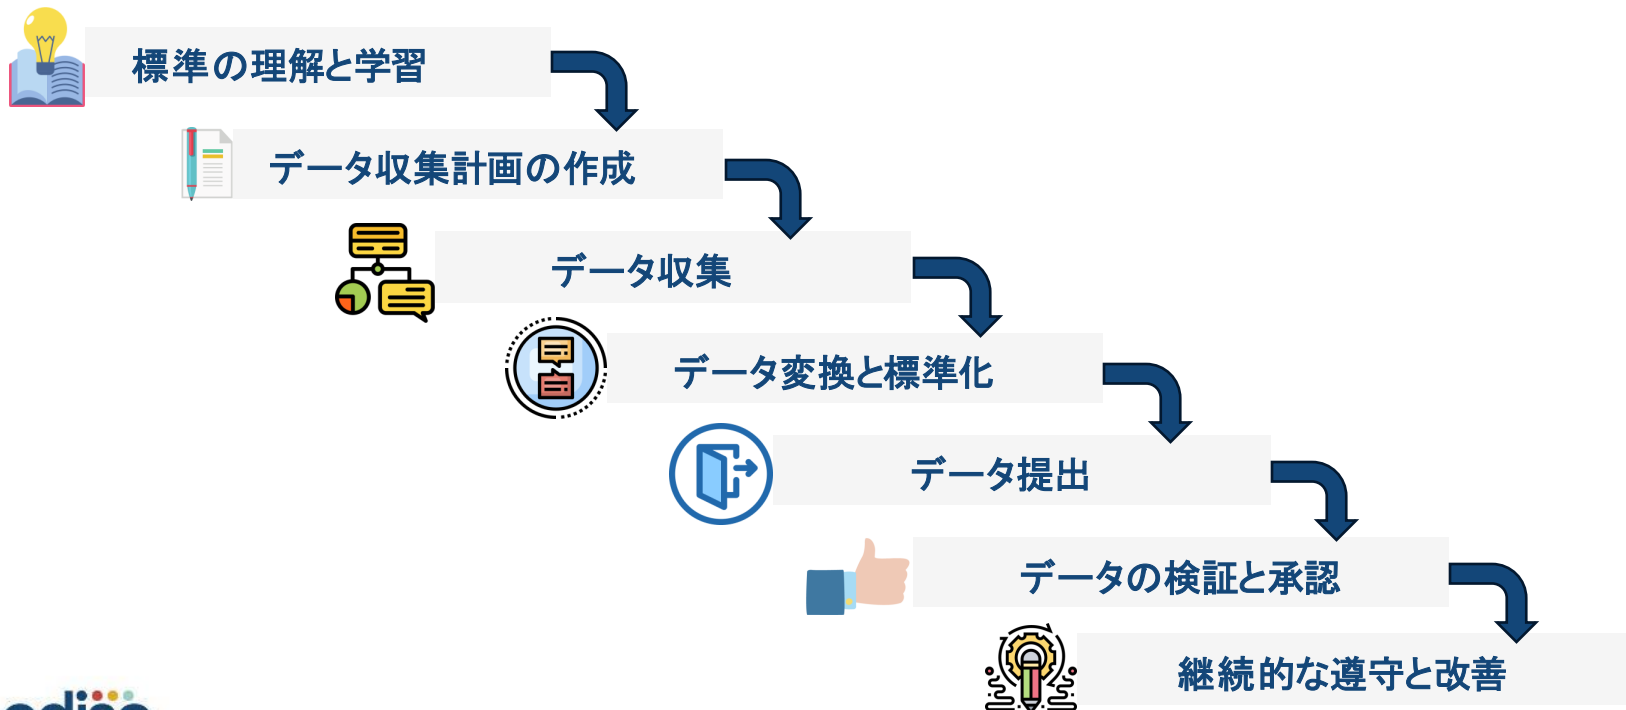 標準の理解と学習
データ収集計画の作成
データ収集
データ変換と標準化
データ提出
データの検証と承認
継続的な遵守と改善